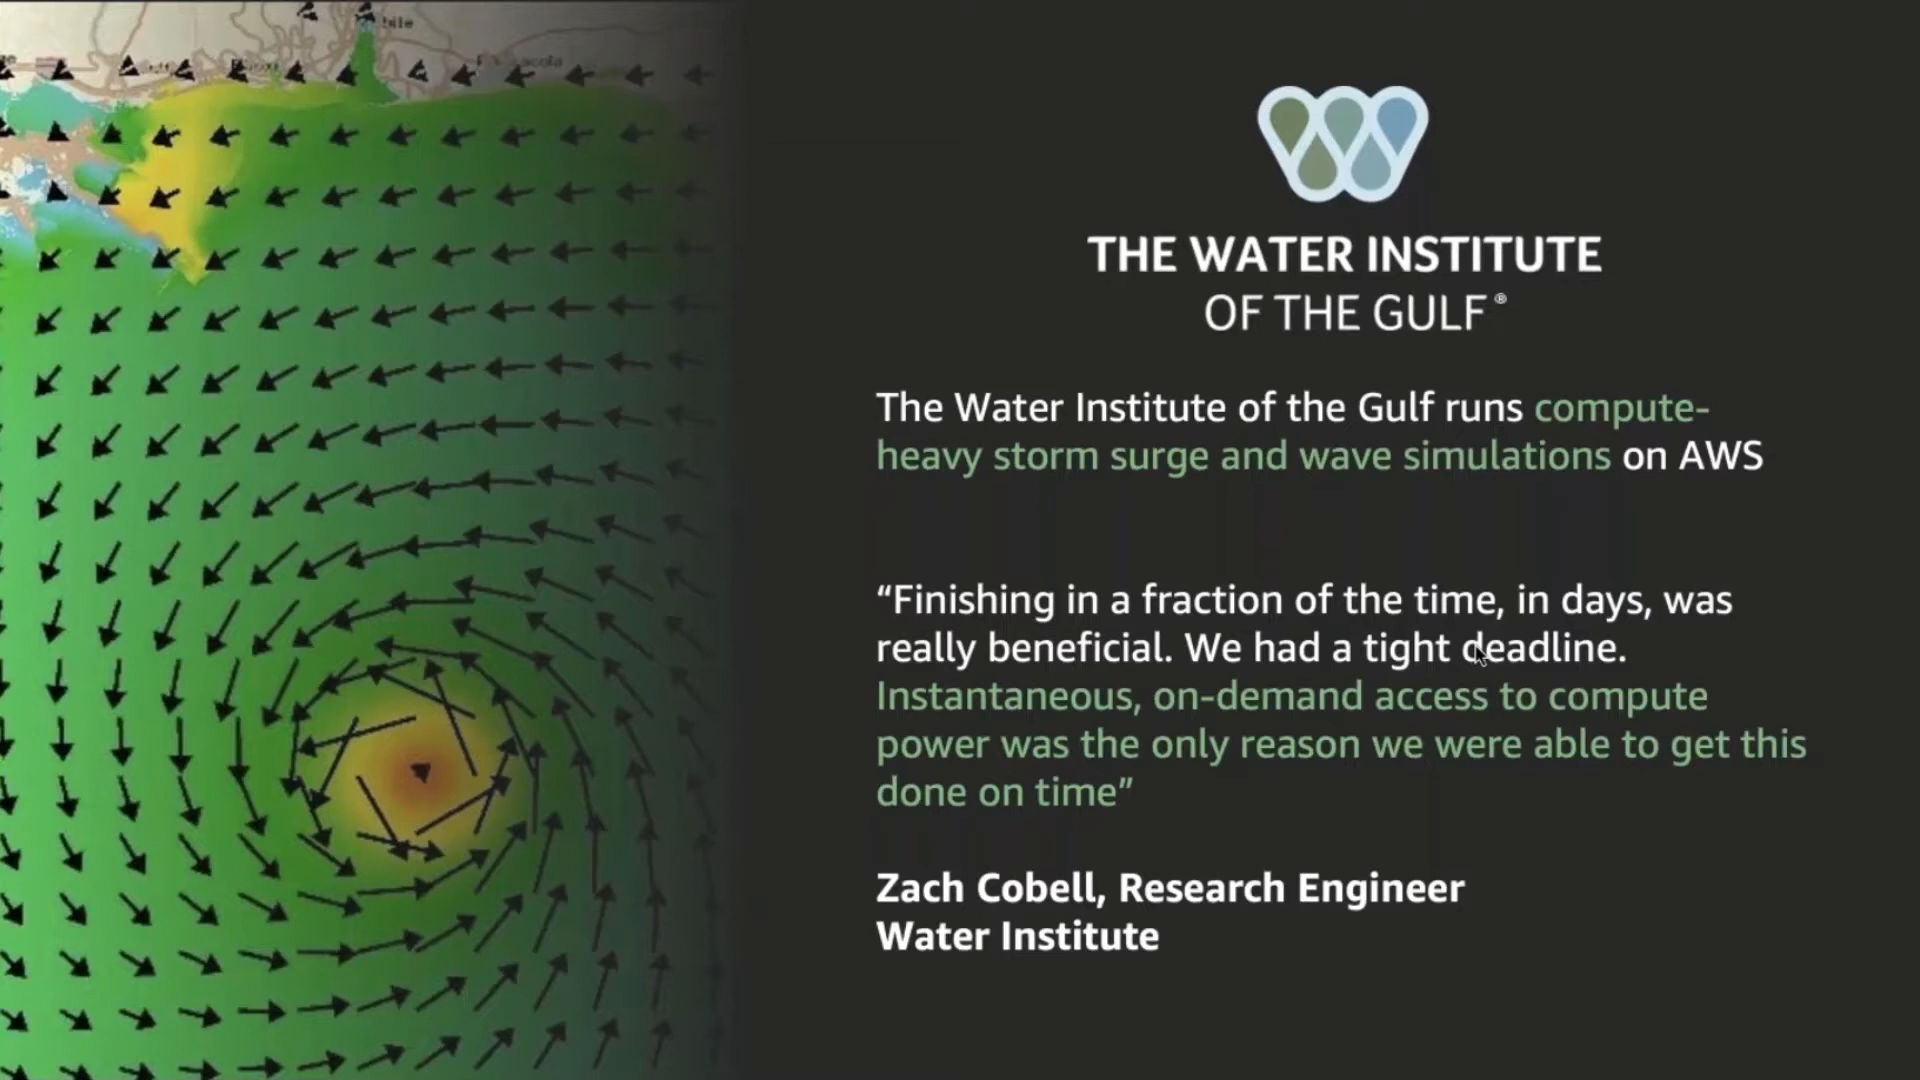 THE WATER INSTITUTE
OF THE GULF®
The Water Institute of the Gulf runs compute-
heavy storm surge and wave simulations on AWS
“Finishing in a fraction of the time, in days, was
really beneficial. We had a tight deadline.
Instantaneous, on-demand access to compute
power was the only reason we were able to get this
done on time”
Zach Cobell, Research Engineer
Water Institute